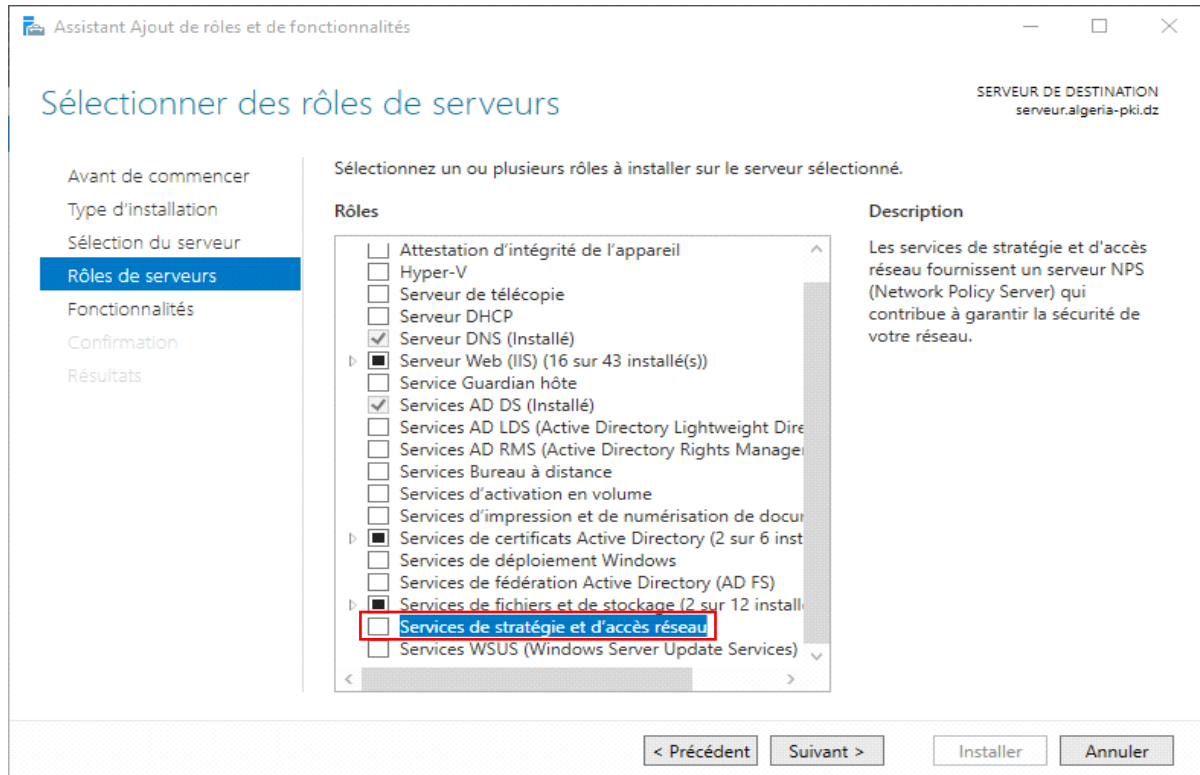 Assistant Ajout de rôles et de fonctionnalités
Sélectionner des rôles de serveurs
SERVEUR DE DESTINATION
serveur.algeria-pki.dz
Avant de commencer
Type d'installation
Sélection du serveur
Rôles de serveurs
Fonctionnalités
Confirmation
Résultats
Sélectionnez un ou plusieurs rôles à installer sur le serveur sélectionné.
Rôles
Attestation d'intégrité de l'appareil
Hyper-V
Serveur de télécopie
Serveur DHCP
Serveur DNS (Installé)
Serveur Web (IIS) (16 sur 43 installé(s))
Service Guardian hôte
Services AD DS (Installé)
Services AD LDS (Active Directory Lightweight Dire
Services AD RMS (Active Directory Rights Manager
Services Bureau à distance
Services d'activation en volume
Services d'impression et de numérisation de docur
Services de certificats Active Directory (2 sur 6 inst
Services de déploiement Windows
Services de fédération Active Directory (AD FS)
Services de fichiers et de stockage (2 sur 12 install
Services de stratégie et d'accès réseau
Services WSUS (Windows Server Update Services)
Description
Les services de stratégie et d'accès
réseau fournissent un serveur NPS
(Network Policy Server) qui
contribue à garantir la sécurité de
votre réseau.
< Précédent
Suivant >
Installer
Annuler